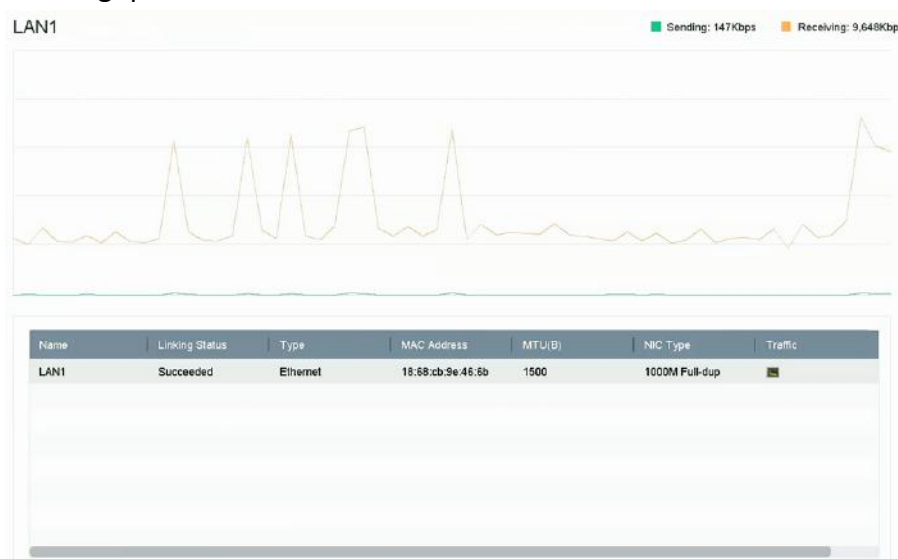 LAN1
Sending: 147Kbps Receiving: 9,648Kbp
Name Linking Status Type MAC Address MTU(B) NIC Type Traffic
LAN1 Succeeded Ethernet 18:68:cb:9e:46:6b 1500 1000M Full-dup